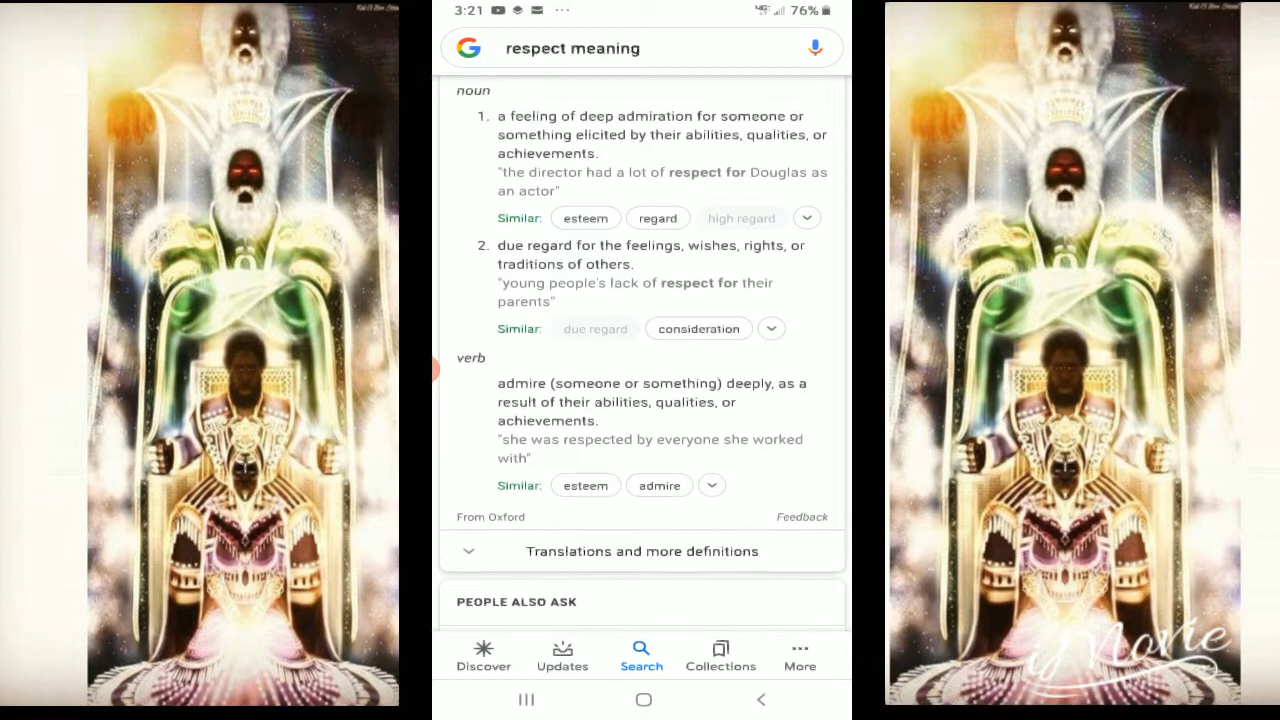 3:21
4G
76%
respect meaning
noun
1. a feeling of deep admiration for someone or
something elicited by their abilities, qualities, or
achievements.
"the director had a lot of respect for Douglas as
an actor"
Similar: esteem regard high regard
2. due regard for the feelings, wishes, rights, or
traditions of others.
"young people's lack of respect for their
parents"
Similar: due regard consideration
verb
admire (someone or something) deeply, as a
result of their abilities, qualities, or
achievements.
"she was respected by everyone she worked
with"
Similar: esteem admire
From Oxford Feedback
Translations and more definitions
PEOPLE ALSO ASK
Discover Updates Search Collections More
iMovie